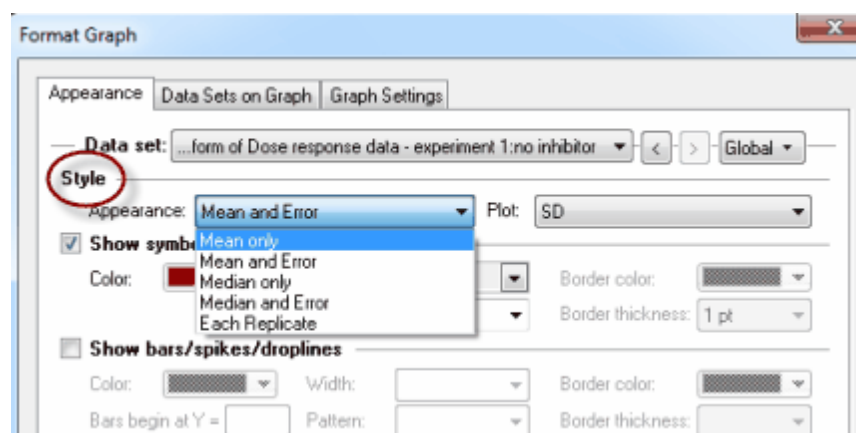 Format Graph
X
Appearance Data Sets on Graph Graph Settings
Data set: ...form of Dose response data - experiment 1:no inhibitor < > Global
Style
Appearance: Mean and Error Plot: SD
Show symb
Mean only
Mean and Error
Color: Border color:
Median only
Median and Error
Border thickness: 1 pt
Each Replicate
Show bars/spikes/droplines
Color: Width: Border color:
Bars begin at Y = Pattern: Border thickness: